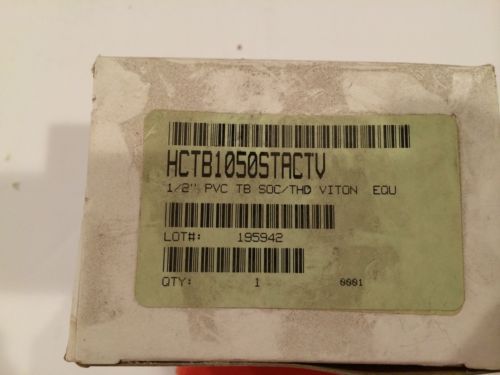 HCTB1050STACTV
1/2" PVC TB SOC/THD VITON EQU
LOT#: 195942
QTY: 1 0001